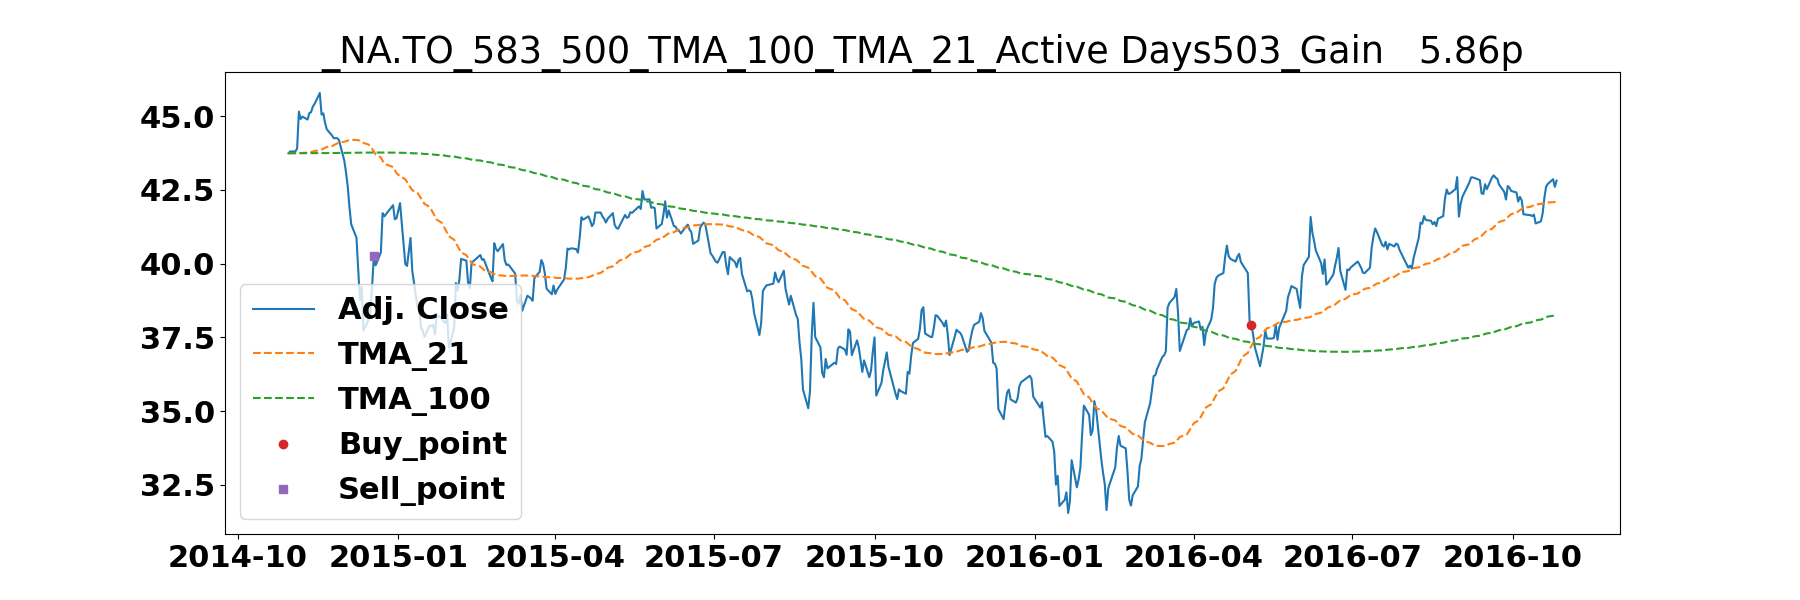 _NA.TO_583_500_TMA_100_TMA_21_Active Days503_Gain   5.86p
45.0
42.5
40.0
37.5
35.0
32.5
Adj. Close
TMA_21
TMA_100
Buy_point
Sell_point
2014-10 2015-01 2015-04 2015-07 2015-10 2016-01 2016-04 2016-07 2016-10